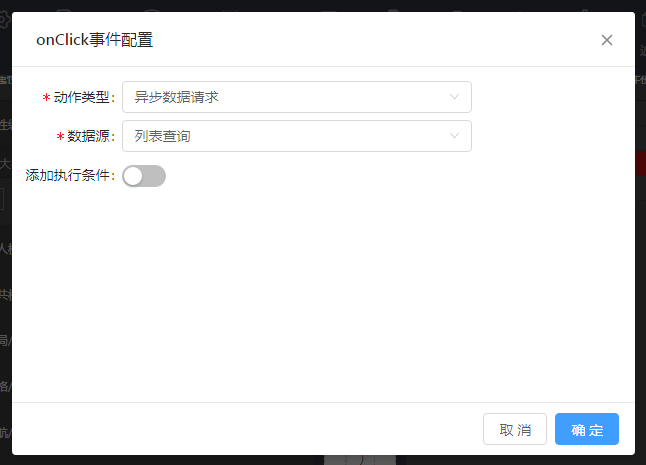 onClick事件配置
* 动作类型： 异步数据请求
* 数据源： 列表查询
添加执行条件：
取 消 确 定